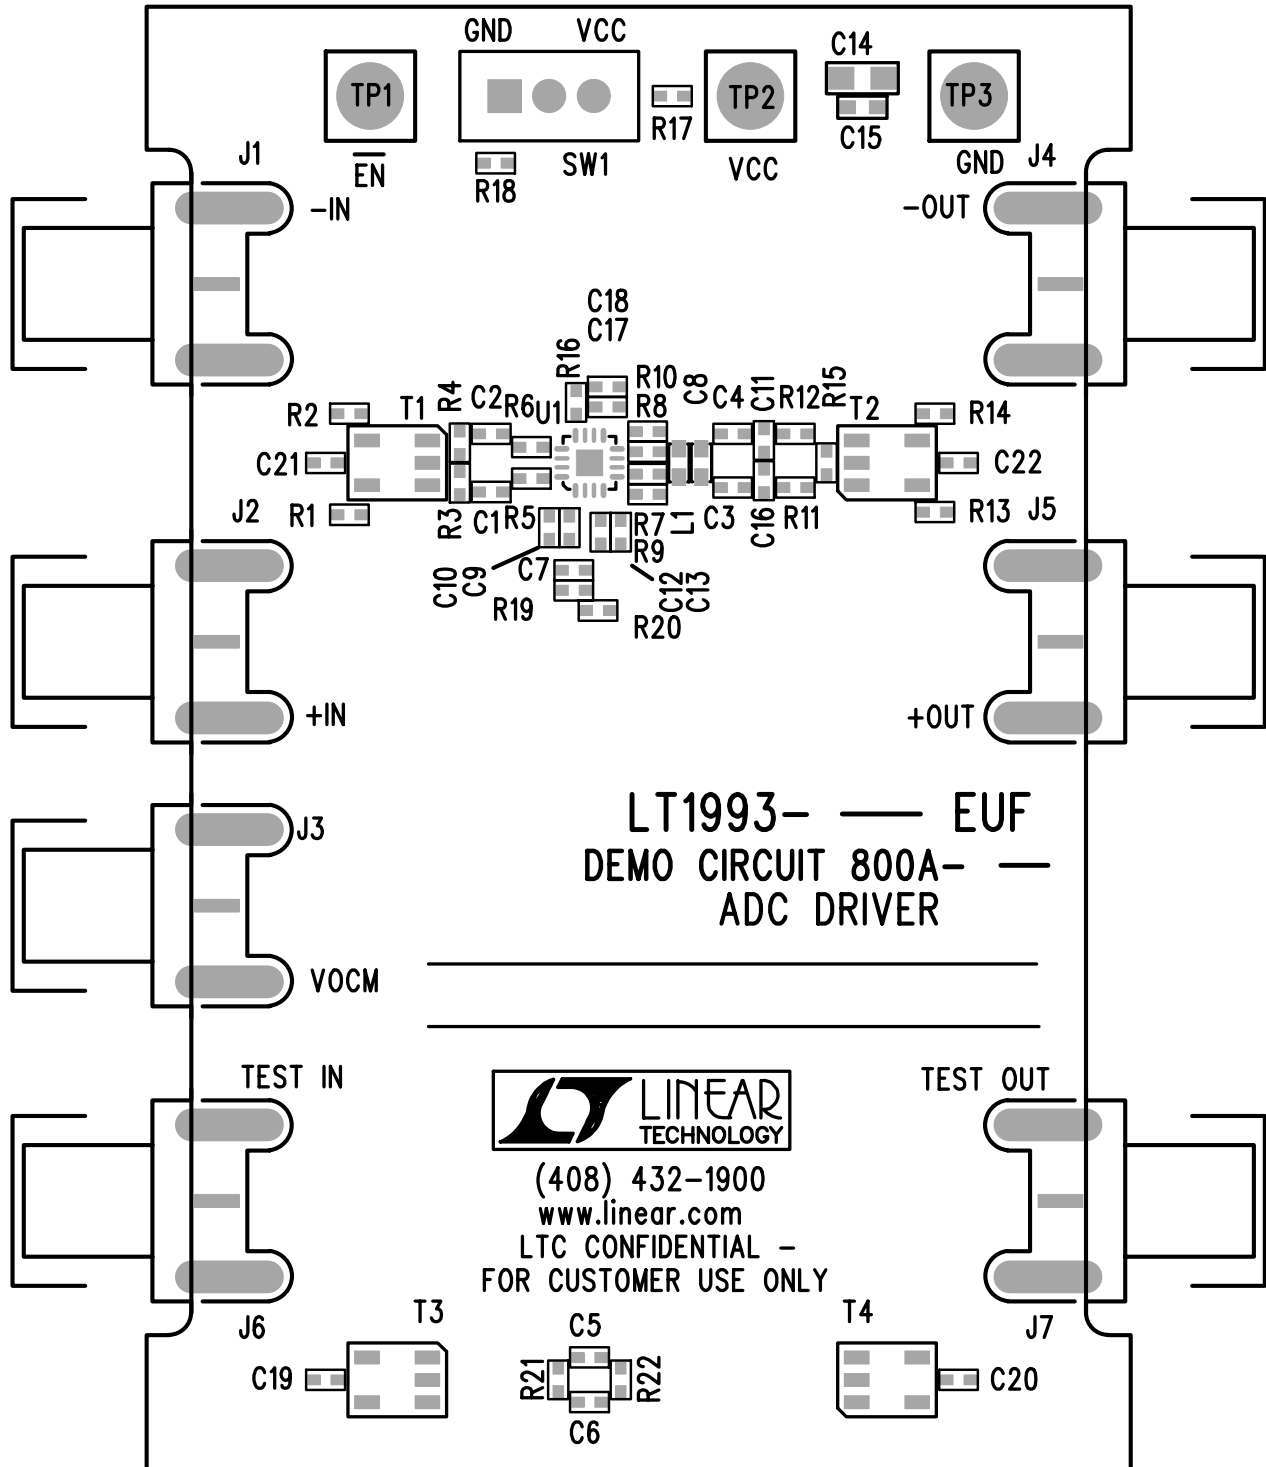 GND VCC
C14
TP1 TP2 TP3
R17
C15
J1
EN
R18
SW1
VCC
GND
J4
-IN
-OUT
C18
C17
R16
R10
R8
C8
R4
C2
R6
U1
C4
C11
R12
R15
T1
T2
R2
R14
C21
C22
J2
R1
R3
C1
R5
R7
R9
L1
C3
C16
R11
R13
J5
C10
C9
C7
R19
C12
C13
R20
+IN
+OUT
LT1993- EUF
J3
DEMO CIRCUIT 800A-
ADC DRIVER
VOCM
TEST IN
TEST OUT
LINEAR
TECHNOLOGY
(408) 432-1900
www.linear.com
LTC CONFIDENTIAL -
FOR CUSTOMER USE ONLY
J6
T3
C5
T4
J7
C19
R21
R22
C20
C6